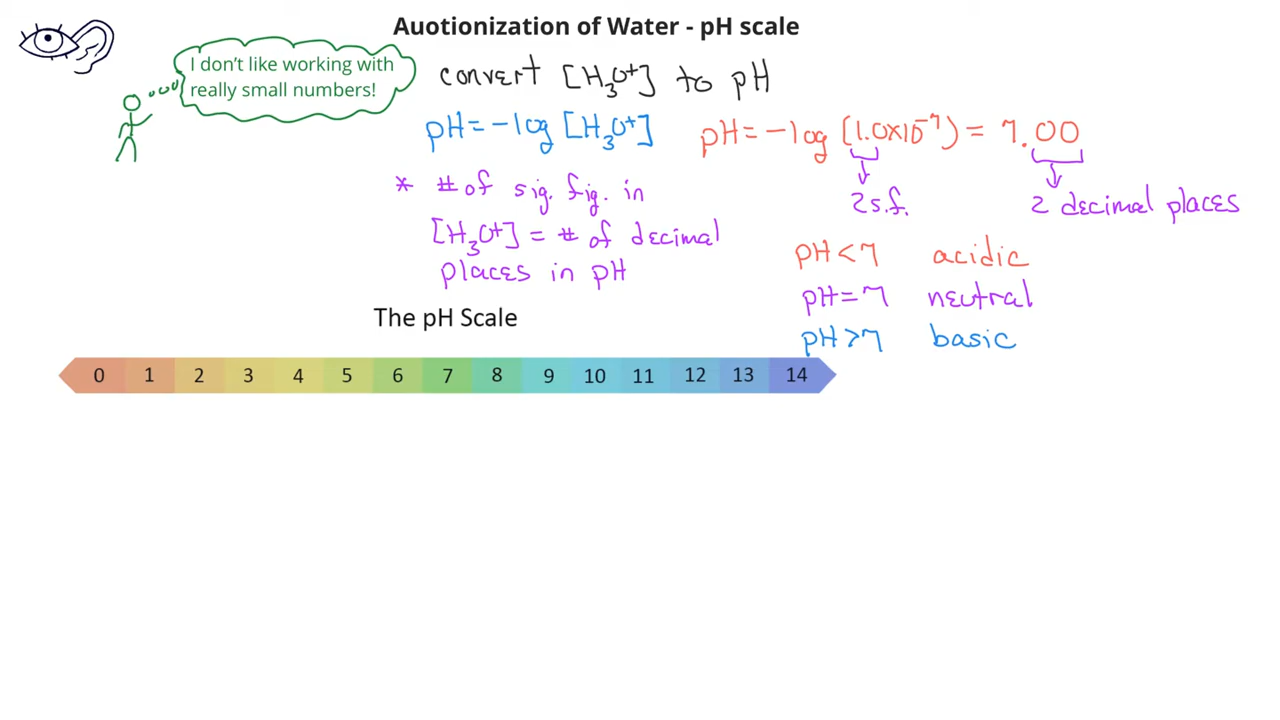 Auotionization of Water - pH scale
I don't like working with
really small numbers!
convert [H₃O⁺] to pH
pH = -log [H₃O⁺]
pH = -log (1.0x10⁻⁷) = 7.00
2 s.f.
2 decimal places
* # of sig. fig. in
[H₃O⁺] = # of decimal
places in pH
pH < 7 acidic
pH = 7 neutral
pH > 7 basic
The pH Scale
0 1 2 3 4 5 6 7 8 9 10 11 12 13 14